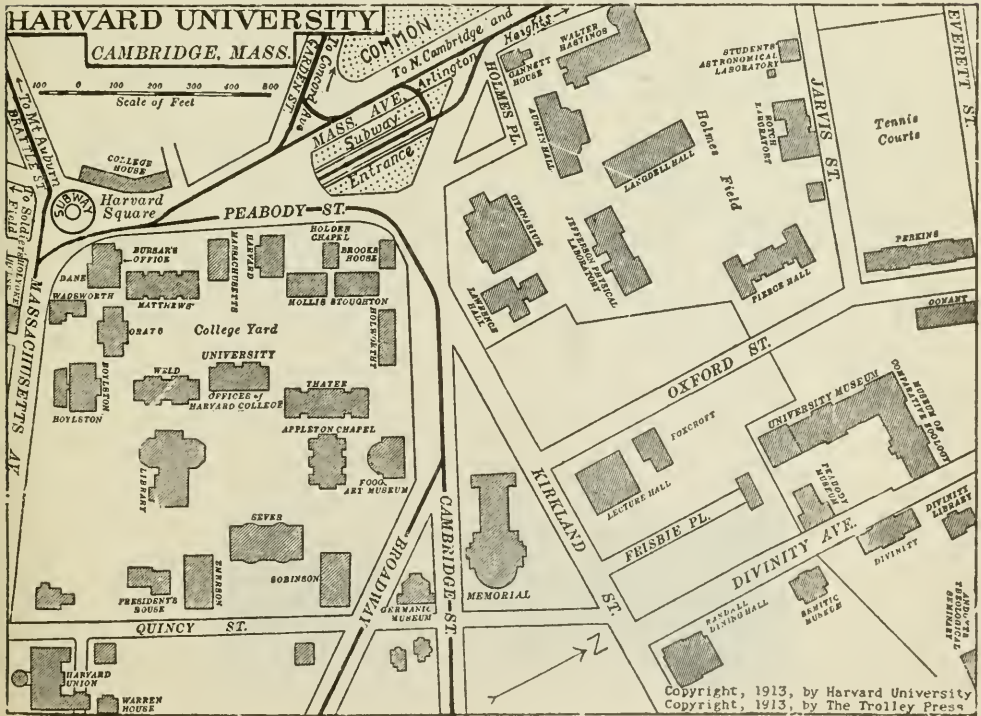 HARVARD UNIVERSITY
CAMBRIDGE, MASS.
100 0 200 400 600 800
Scale of Feet
To Mt Auburn
BRATTLE ST
To Concord Ave
GARDEN ST.
COMMON
To N. Cambridge and
Arlington
Heights
MASS. AVE.
Subway
Entrance
HOLMES PL.
GANNETT
HOUSE
WALTER
HASTINGS
STUDENTS'
ASTRONOMICAL
LABORATORY
JARVIS ST.
EVERETT ST.
Tennis
Courts
ROTCH
LABORATORY
AUSTIN HALL
LANGDELL HALL
Holmes
Field
COLLEGE
HOUSE
Harvard
Square
SUBWAY
To Soldiers
Field
PEABODY ST.
GYMNASIUM
JEFFERSON PHYSICAL
LABORATORY
PIERCE HALL
PERKINS
CONANT
LAWRENCE
HALL
DANE
BURSAR'S
OFFICE
MATTHEWS
MASSACHUSETTS
HARVARD
HOLDEN
CHAPEL
BROOKS
HOUSE
HOLLIS
STOUGHTON
HOLWORTHY
WADSWORTH
GRAYS
College Yard
UNIVERSITY
OFFICES of
HARVARD COLLEGE
WELD
THAYER
BOYLSTON
BOYLSTON
MASSACHUSETTS AV.
OXFORD ST.
UNIVERSITY MUSEUM
MUSEUM OF
COMPARATIVE ZOOLOGY
FOXCROFT
LECTURE HALL
PEABODY
MUSEUM
KIRKLAND
ST.
FRISBIE PL.
DIVINITY AVE.
DIVINITY
DIVINITY
LIBRARY
LIBRARY
APPLETON CHAPEL
FOGG
ART MUSEUM
CAMBRIDGE ST.
BROADWAY
SEVER
ROBINSON
EMERSON
PRESIDENT'S
HOUSE
GERMANIC
MUSEUM
MEMORIAL
RANDALL
DINING HALL
SEMITIC
MUSEUM
ANDOVER
THEOLOGICAL
SEMINARY
QUINCY ST.
HARVARD
UNION
WARREN
HOUSE
N
Copyright, 1913, by Harvard University
Copyright, 1913, by The Trolley Press